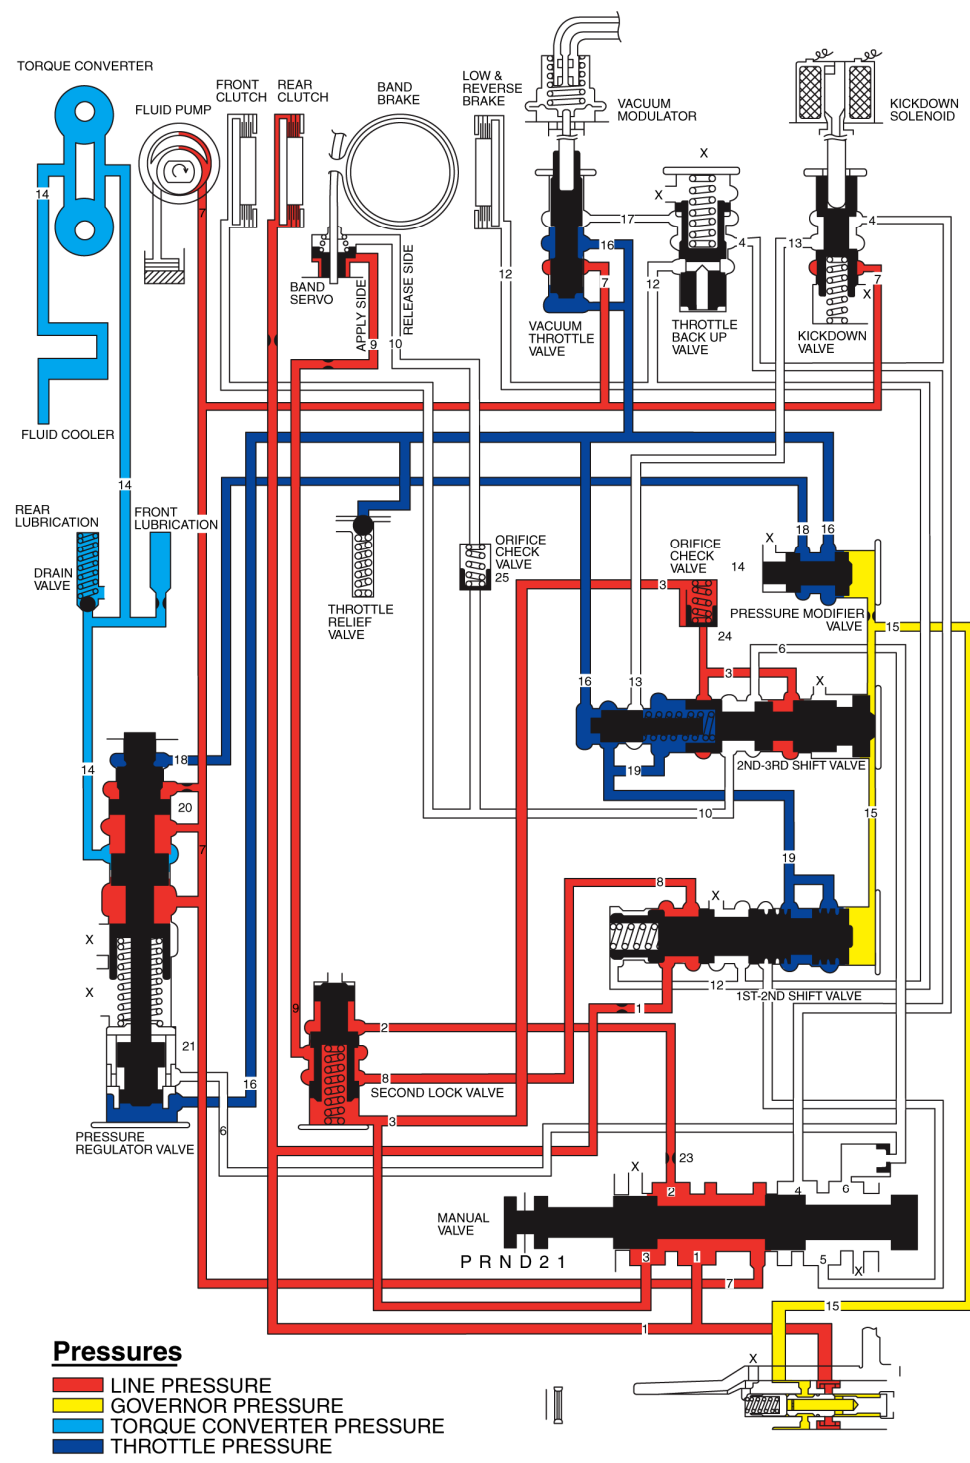 TORQUE CONVERTER
FLUID PUMP
FRONT
CLUTCH
REAR
CLUTCH
BAND
BRAKE
LOW &
REVERSE
BRAKE
VACUUM
MODULATOR
KICKDOWN
SOLENOID
X
X
14
7
17
4
4
16
13
12
12
7
7
X
BAND
SERVO
APPLY SIDE
RELEASE SIDE
9
10
VACUUM
THROTTLE
VALVE
THROTTLE
BACK UP
VALVE
KICKDOWN
VALVE
FLUID COOLER
14
REAR
LUBRICATION
FRONT
LUBRICATION
DRAIN
VALVE
THROTTLE
RELIEF
VALVE
ORIFICE
CHECK
VALVE
25
ORIFICE
CHECK
VALVE
3
24
X
18
16
14
PRESSURE MODIFIER
VALVE
15
6
3
16
13
X
2ND-3RD SHIFT VALVE
19
10
15
14
18
20
7
19
8
X
X
X
12
1ST-2ND SHIFT VALVE
9
1
2
21
16
8
SECOND LOCK VALVE
3
6
PRESSURE
REGULATOR VALVE
23
X
2
4
6
MANUAL
VALVE
P R N D 2 1
3
1
5
X
7
15
1
X
Pressures
LINE PRESSURE
GOVERNOR PRESSURE
TORQUE CONVERTER PRESSURE
THROTTLE PRESSURE